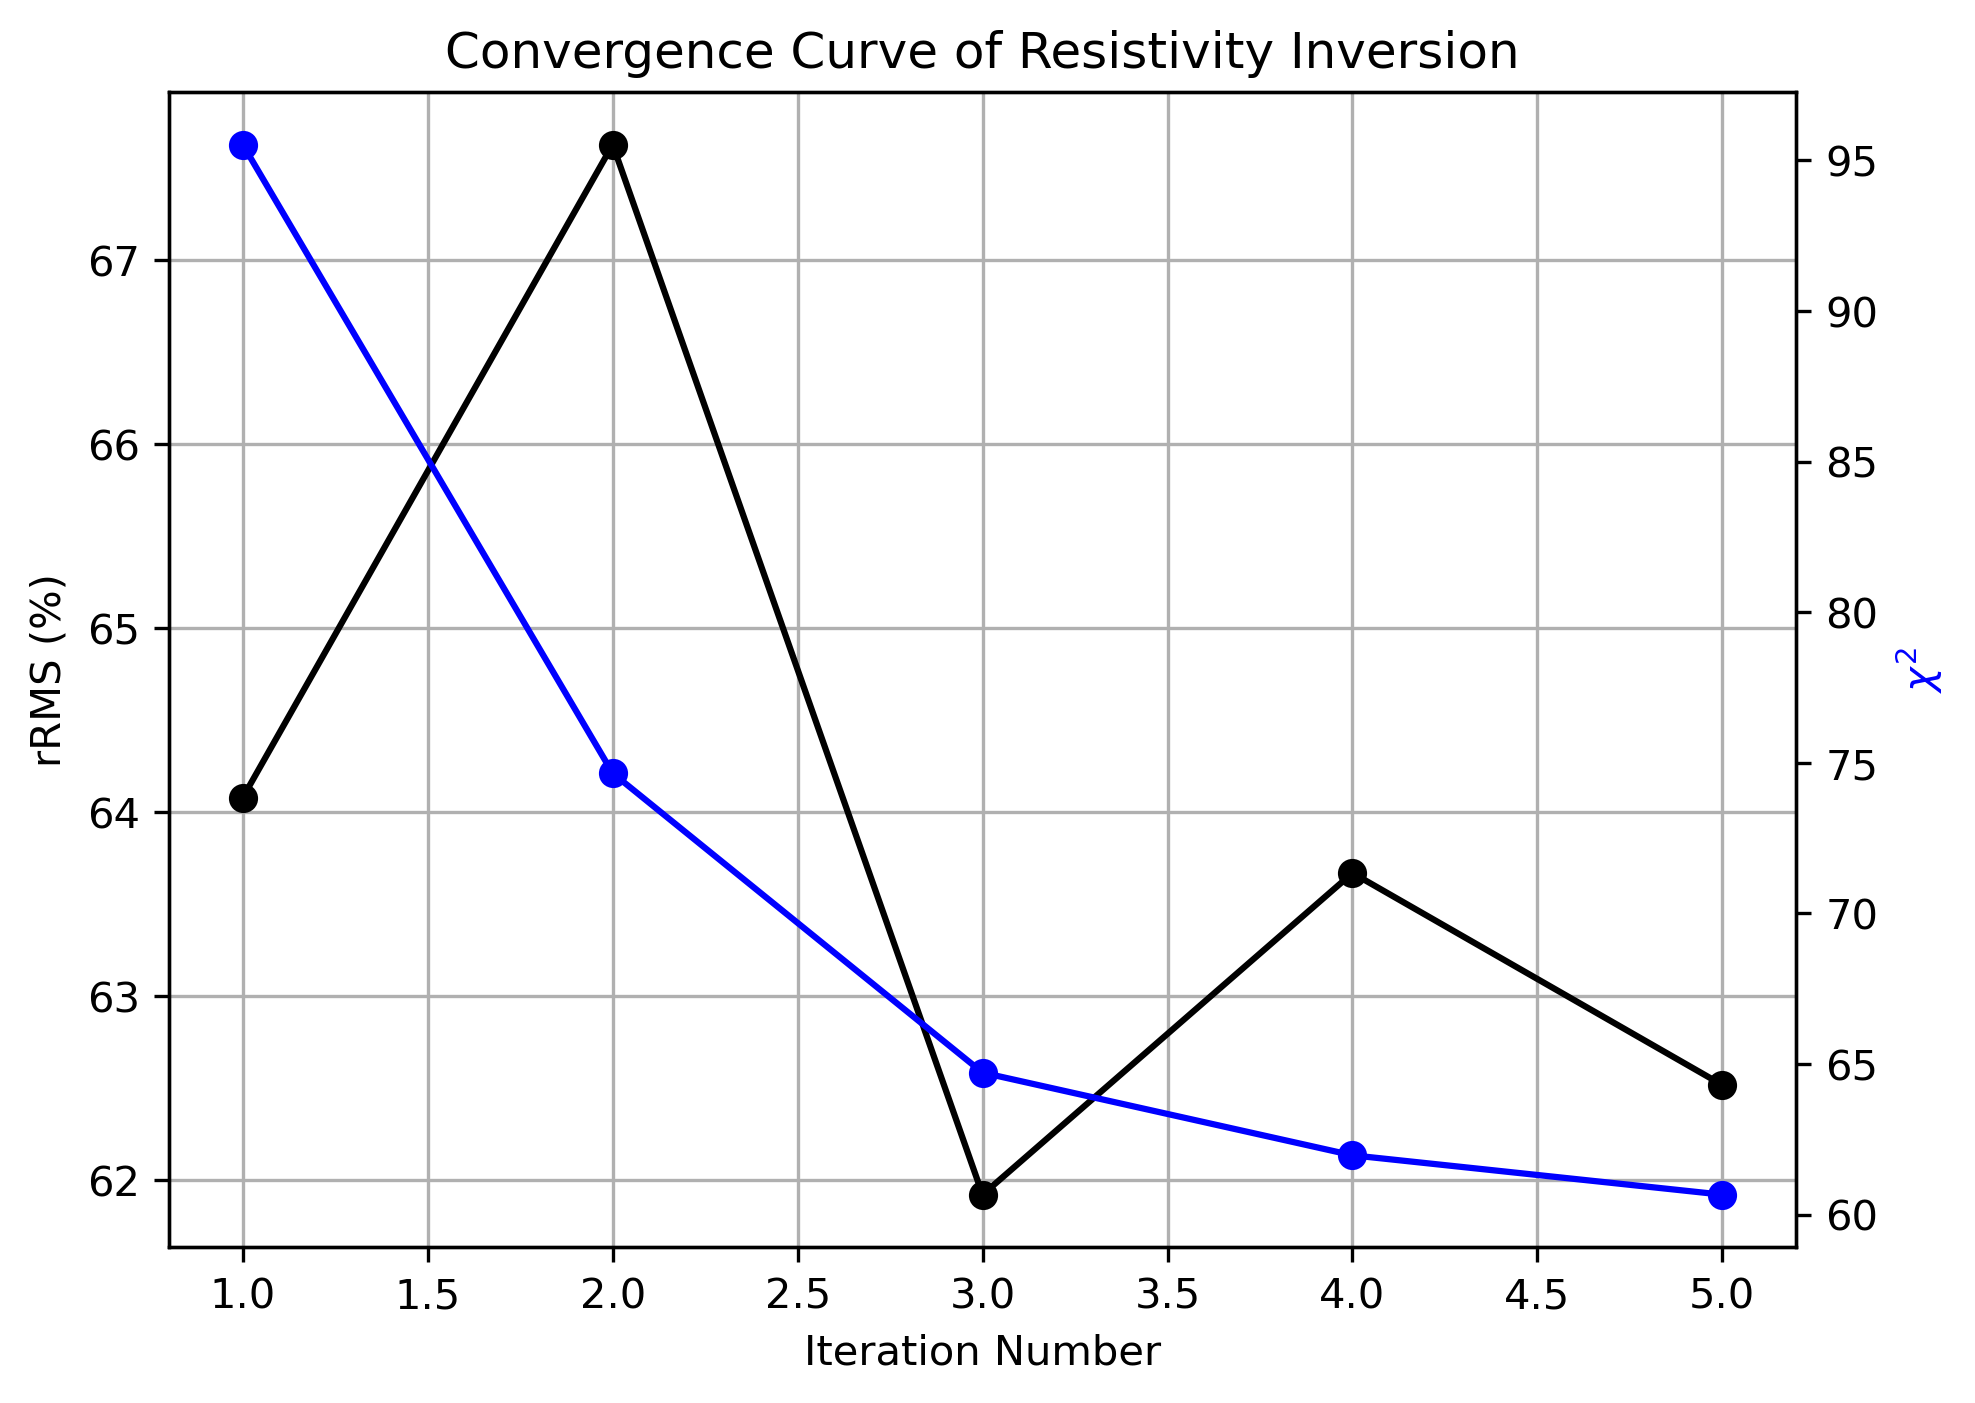 Convergence Curve of Resistivity Inversion
rRMS (%)
67
66
65
64
63
62
95
90
85
80
75
70
65
60
χ²
1.0 1.5 2.0 2.5 3.0 3.5 4.0 4.5 5.0
Iteration Number